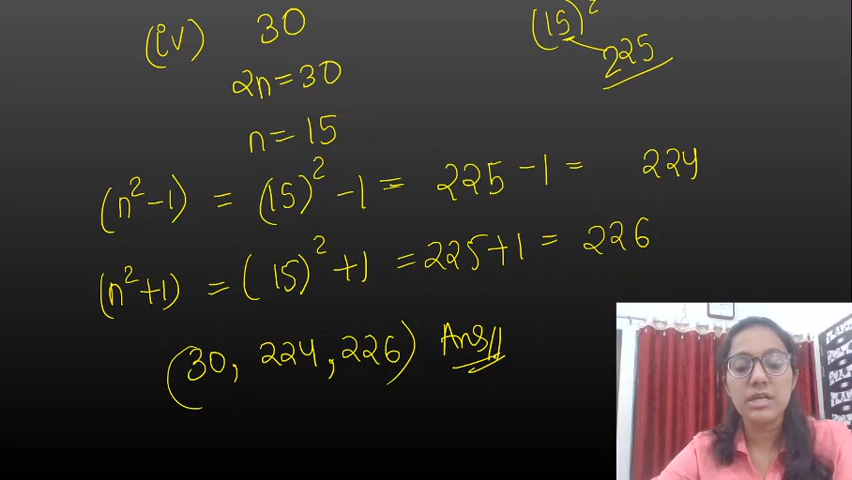 (iv) 30
(15)²
225
2n = 30
n = 15
(n²-1) = (15)² - 1 = 225 - 1 = 224
(n²+1) = (15)² + 1 = 225 + 1 = 226
(30, 224, 226) Ans //